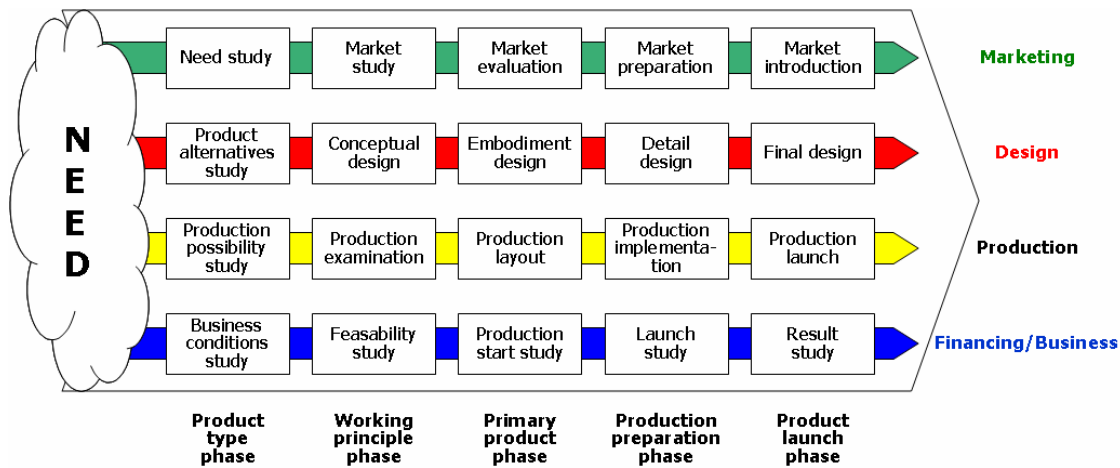 NEED
Need study
Market
study
Market
evaluation
Market
preparation
Market
introduction
Marketing
Product
alternatives
study
Conceptual
design
Embodiment
design
Detail
design
Final design
Design
Production
possibility
study
Production
examination
Production
layout
Production
implementa-
tion
Production
launch
Production
Business
conditions
study
Feasability
study
Production
start study
Launch
study
Result
study
Financing/Business
Product
type
phase
Working
principle
phase
Primary
product
phase
Production
preparation
phase
Product
launch
phase